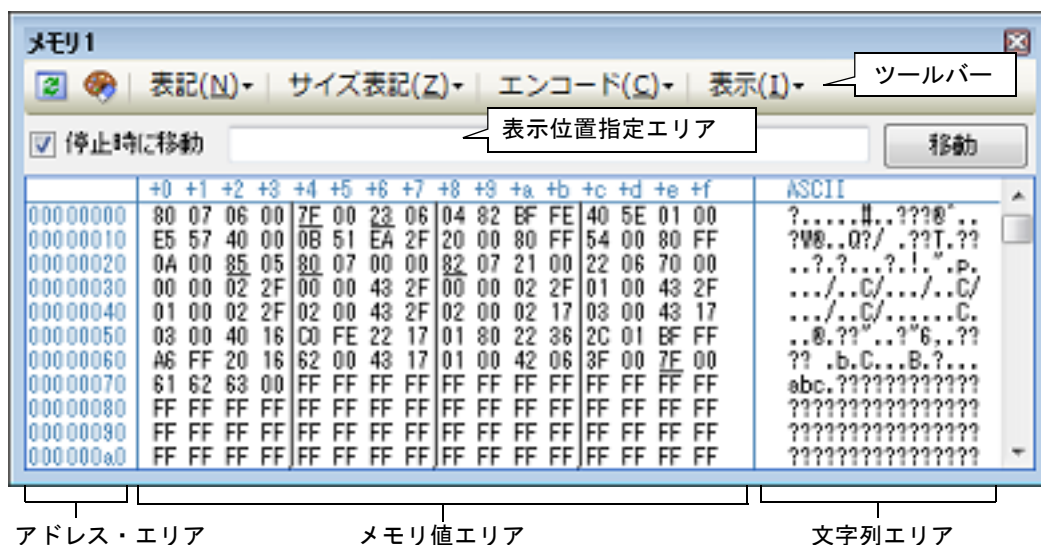 メモリ1
表記(N) サイズ表記(Z) エンコード(C) 表示(I) ツールバー
停止時に移動 表示位置指定エリア 移動
+0 +1 +2 +3 +4 +5 +6 +7 +8 +9 +a +b +c +d +e +f ASCII
00000000 80 07 06 00 7F 00 23 06 04 82 BF FE 40 5E 01 00 ?.....#..???@^..
00000010 E5 57 40 00 0B 51 EA 2F 20 00 80 FF 54 00 80 FF ?W@..Q?/ .??T.??
00000020 0A 00 85 05 80 07 00 00 82 07 21 00 22 06 70 00 ..?.?...?.!.".p.
00000030 00 00 02 2F 00 00 43 2F 00 00 02 2F 01 00 43 2F .../..C/.../..C/
00000040 01 00 02 2F 02 00 43 2F 02 00 02 17 03 00 43 17 .../..C/......C.
00000050 03 00 40 16 C0 FE 22 17 01 80 22 36 2C 01 BF FF ..@.??"..?"6,.??
00000060 A6 FF 20 16 62 00 43 17 01 00 42 06 3F 00 7F 00 ?? .b.C...B.?...
00000070 61 62 63 00 FF FF FF FF FF FF FF FF FF FF FF FF abc.????????????
00000080 FF FF FF FF FF FF FF FF FF FF FF FF FF FF FF FF ????????????????
00000090 FF FF FF FF FF FF FF FF FF FF FF FF FF FF FF FF ????????????????
000000a0 FF FF FF FF FF FF FF FF FF FF FF FF FF FF FF FF ????????????????
アドレス・エリア メモリ値エリア 文字列エリア